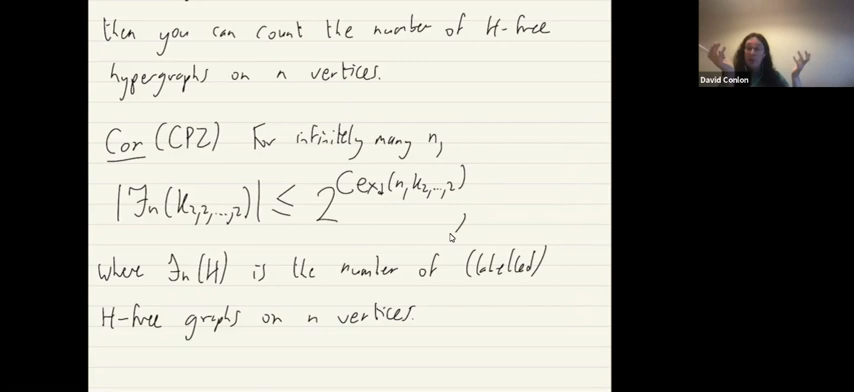 then you can count the number of H-free
hypergraphs on n vertices.
Cor (CPZ) For infinitely many n,
|ℱn(K2,2,...,2)| ≤ 2^{C ex_d(n, K2,...,2)},
where ℱn(H) is the number of (labelled)
H-free graphs on n vertices.
David Conlon